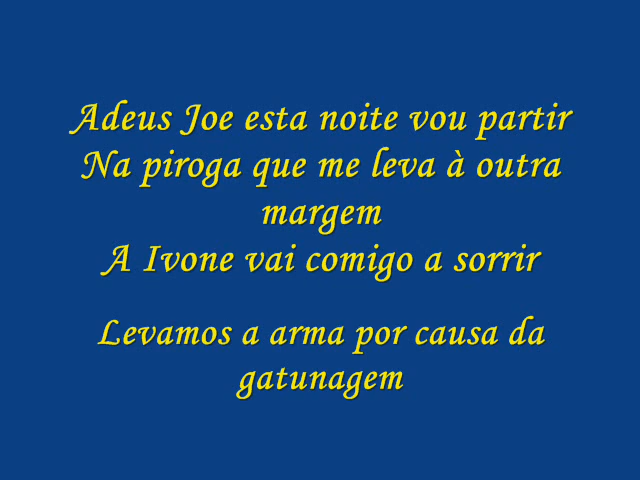 Adeus Joe esta noite vou partir
Na piroga que me leva à outra
margem
A Ivone vai comigo a sorrir
Levamos a arma por causa da
gatunagem